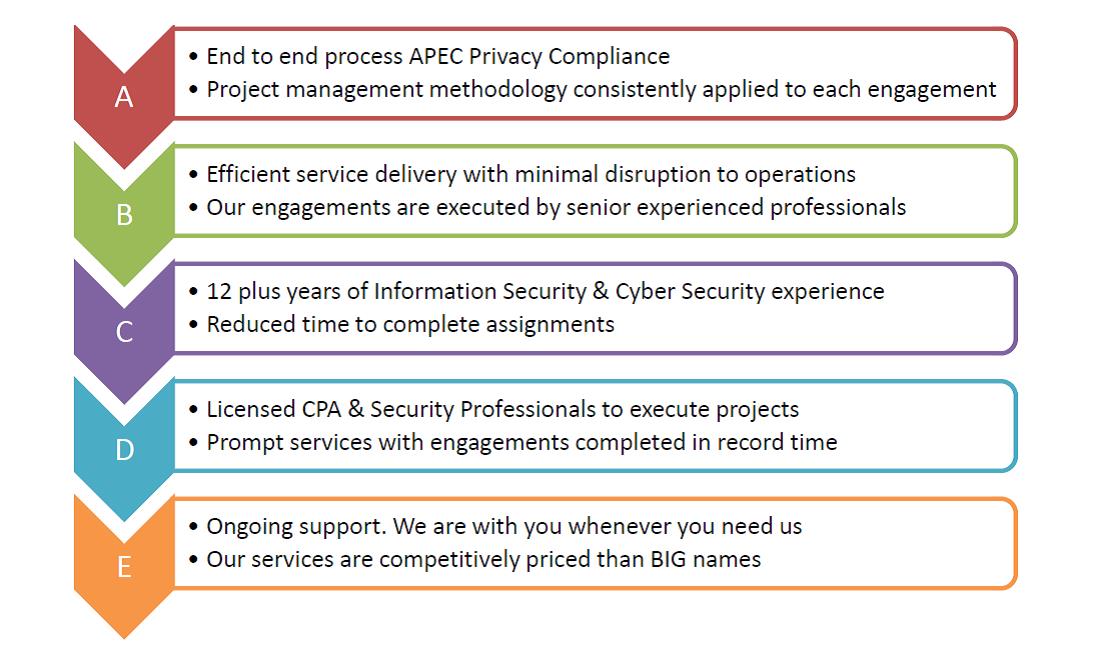 A
• End to end process APEC Privacy Compliance
• Project management methodology consistently applied to each engagement
B
• Efficient service delivery with minimal disruption to operations
• Our engagements are executed by senior experienced professionals
C
• 12 plus years of Information Security & Cyber Security experience
• Reduced time to complete assignments
D
• Licensed CPA & Security Professionals to execute projects
• Prompt services with engagements completed in record time
E
• Ongoing support. We are with you whenever you need us
• Our services are competitively priced than BIG names